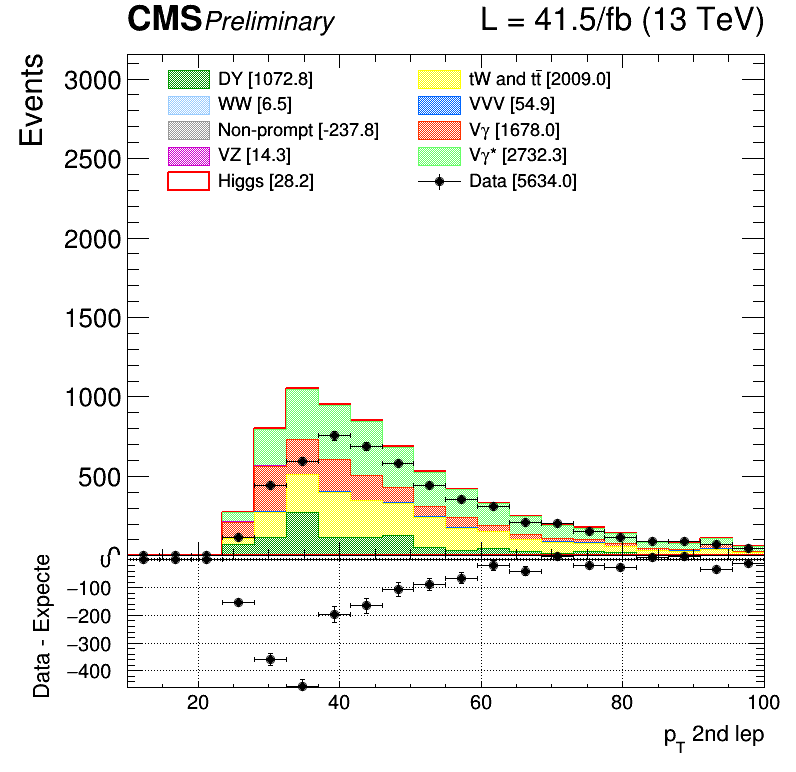 CMS Preliminary L = 41.5/fb (13 TeV)
Events
3000
2500
2000
1500
1000
500
0
DY [1072.8]
WW [6.5]
Non-prompt [-237.8]
VZ [14.3]
Higgs [28.2]
tW and tt̄ [2009.0]
VVV [54.9]
Vγ [1678.0]
Vγ* [2732.3]
Data [5634.0]
Data - Expecte
0
−100
−200
−300
−400
20 40 60 80 100
p_T 2nd lep